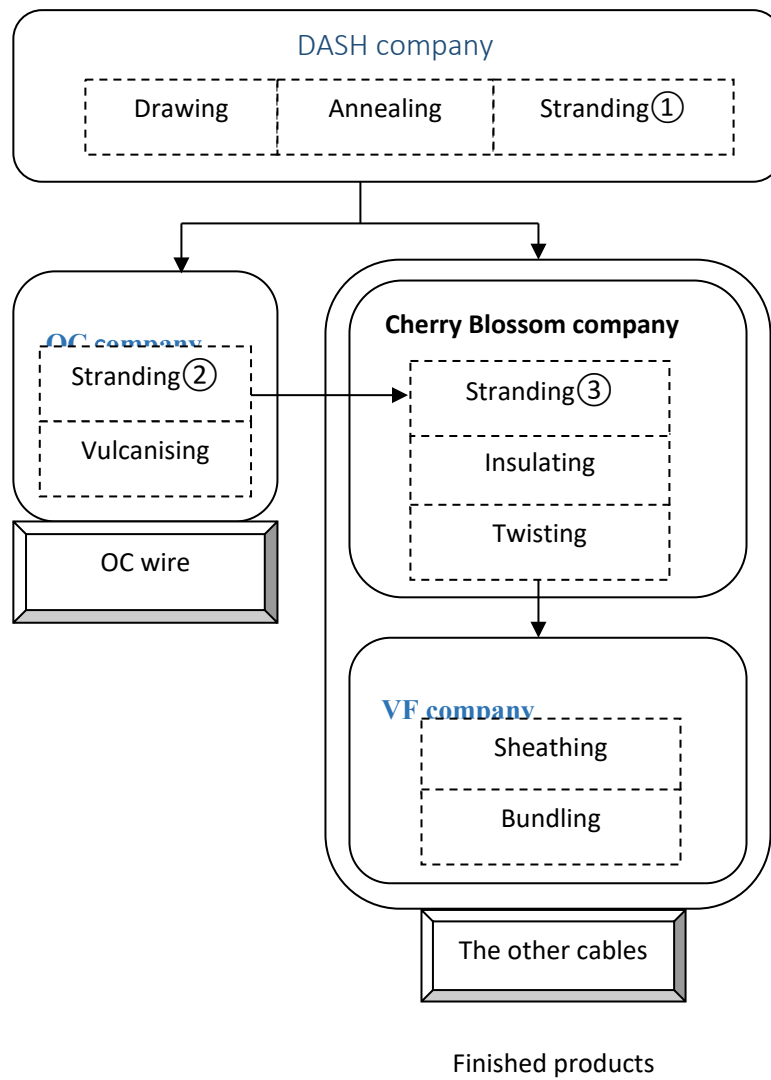 DASH company
Drawing Annealing Stranding①
OC company
Stranding②
Vulcanising
OC wire
Cherry Blossom company
Stranding③
Insulating
Twisting
VF company
Sheathing
Bundling
The other cables
Finished products